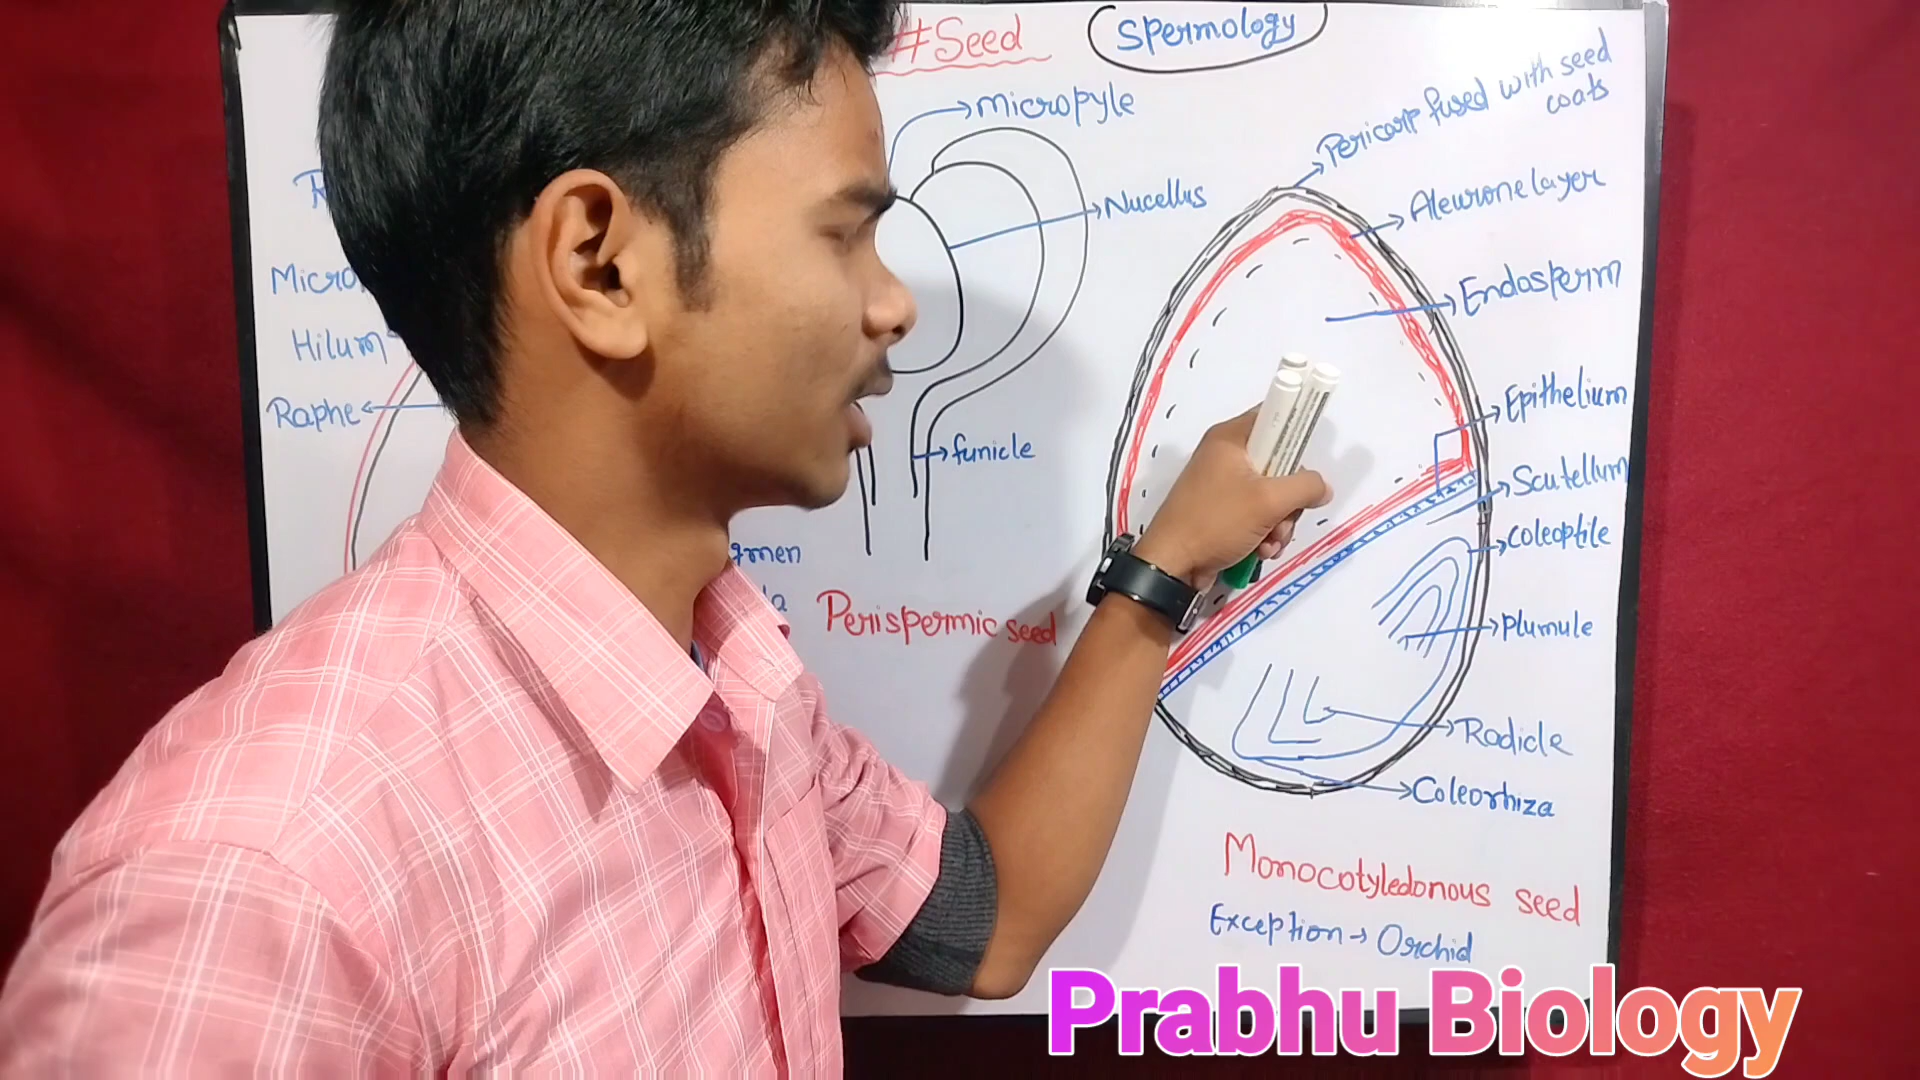 #Seed
Spermology
Micropyle
Nucellus
funicle
Hilum
Raphe
Perispermic seed
Pericarp fused with seed
coats
Aleurone layer
Endosperm
Epithelium
Scutellum
Coleoptile
Plumule
Radicle
Coleorhiza
Monocotyledonous seed
Exception → Orchid
Prabhu Biology